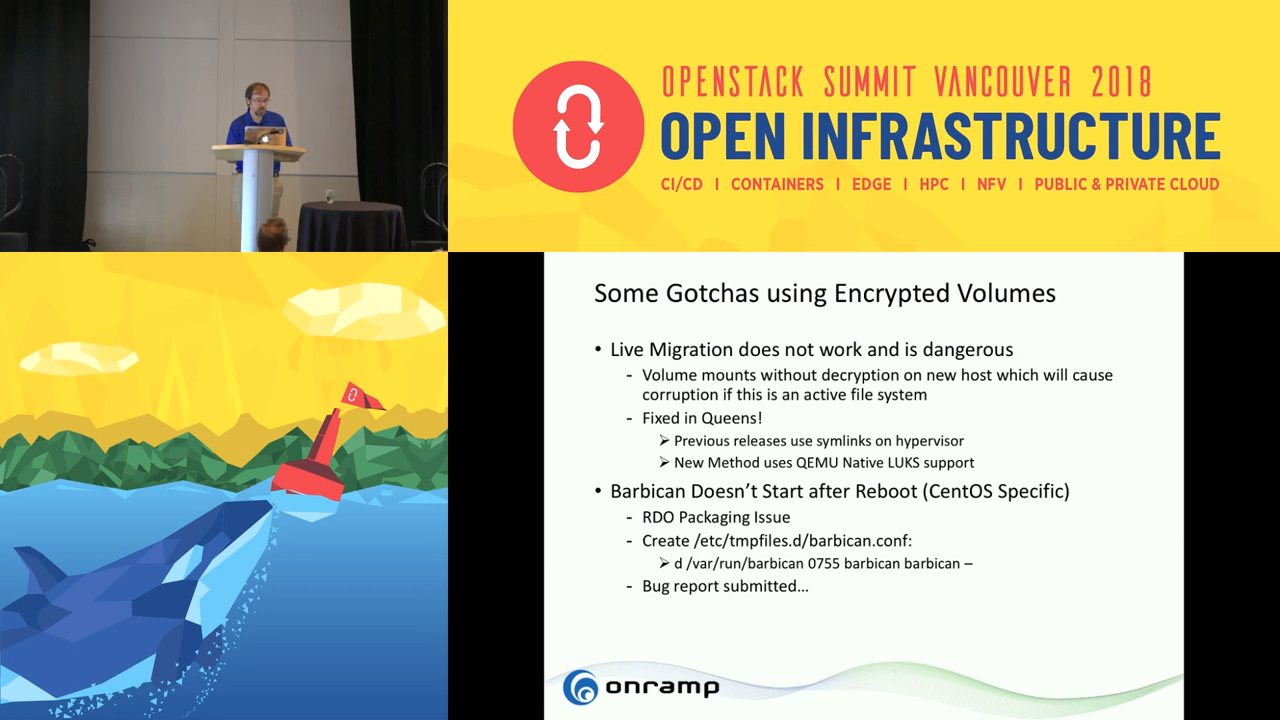 OPENSTACK SUMMIT VANCOUVER 2018
OPEN INFRASTRUCTURE
CI/CD | CONTAINERS | EDGE | HPC | NFV | PUBLIC & PRIVATE CLOUD
Some Gotchas using Encrypted Volumes
• Live Migration does not work and is dangerous
- Volume mounts without decryption on new host which will cause
corruption if this is an active file system
- Fixed in Queens!
➢ Previous releases use symlinks on hypervisor
➢ New Method uses QEMU Native LUKS support
• Barbican Doesn’t Start after Reboot (CentOS Specific)
- RDO Packaging Issue
- Create /etc/tmpfiles.d/barbican.conf:
➢ d /var/run/barbican 0755 barbican barbican –
- Bug report submitted…
onramp